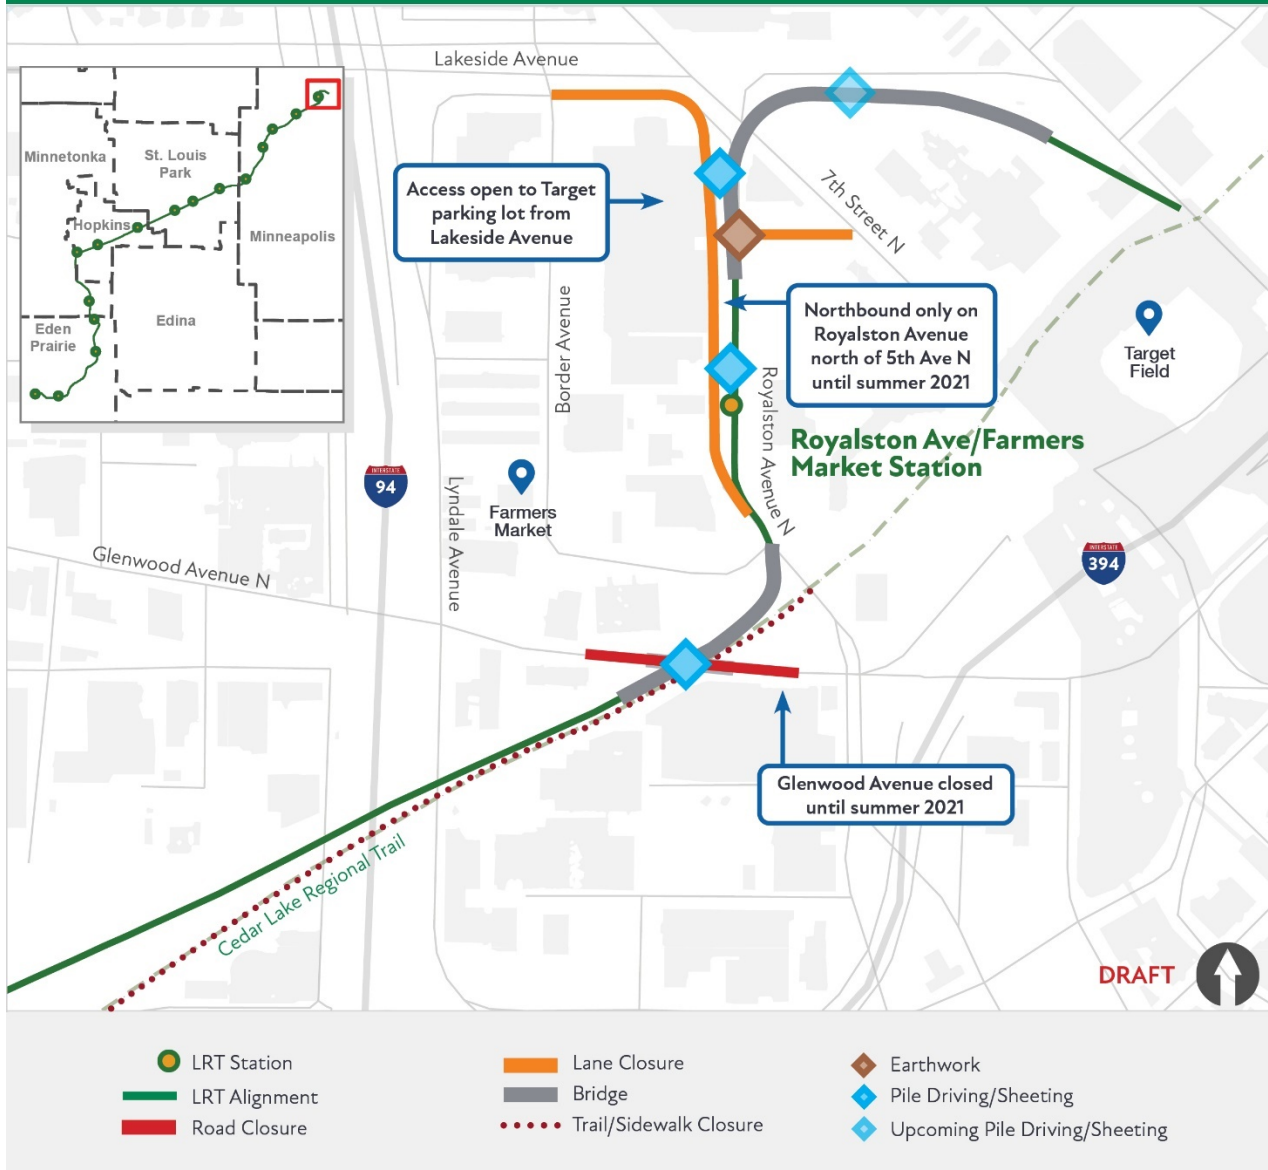 Lakeside Avenue
Minnetonka
St. Louis
Park
Hopkins
Minneapolis
Eden
Prairie
Edina
Access open to Target
parking lot from
Lakeside Avenue
7th Street N
Northbound only on
Royalston Avenue
north of 5th Ave N
until summer 2021
Target
Field
Border Avenue
Royalston Avenue N
Royalston Ave/Farmers
Market Station
INTERSTATE
94
Lyndale Avenue
Farmers
Market
Glenwood Avenue N
INTERSTATE
394
Glenwood Avenue closed
until summer 2021
Cedar Lake Regional Trail
DRAFT
LRT Station
LRT Alignment
Road Closure
Lane Closure
Bridge
Trail/Sidewalk Closure
Earthwork
Pile Driving/Sheeting
Upcoming Pile Driving/Sheeting